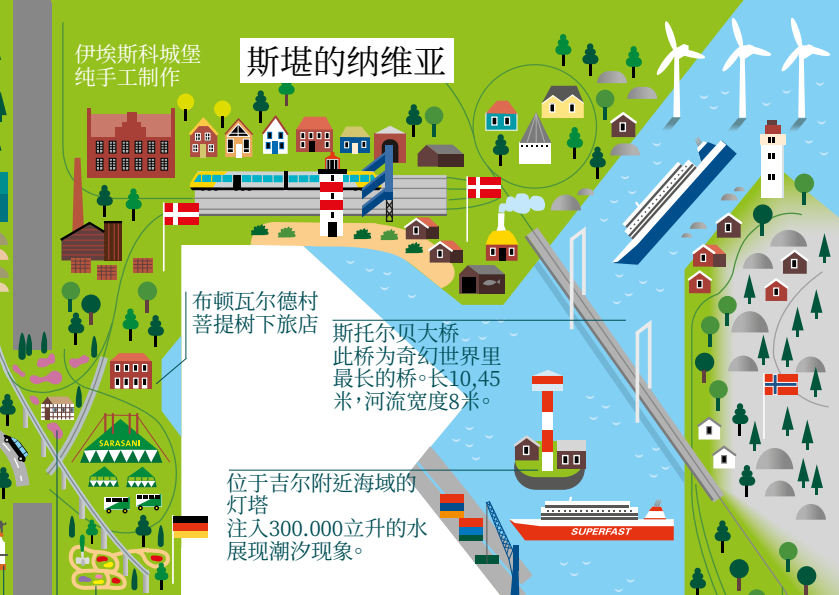 伊埃斯科城堡
纯手工制作
斯堪的纳维亚
布顿瓦尔德村
菩提树下旅店
斯托尔贝大桥
此桥为奇幻世界里
最长的桥。长10,45
米，河流宽度8米。
SARASANI
位于吉尔附近海域的
灯塔
注入300.000立升的水
展现潮汐现象。
SUPERFAST